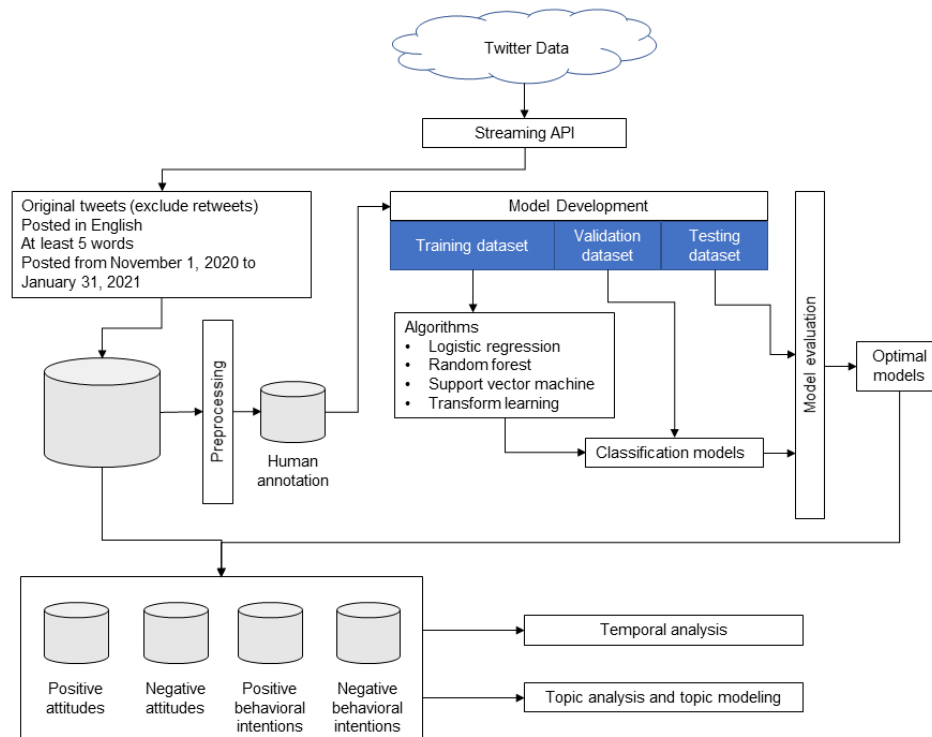 Twitter Data
Streaming API
Original tweets (exclude retweets)
Posted in English
At least 5 words
Posted from November 1, 2020 to
January 31, 2021
Model Development
Training dataset
Validation
dataset
Testing
dataset
Algorithms
• Logistic regression
• Random forest
• Support vector machine
• Transform learning
Preprocessing
Human
annotation
Classification models
Model evaluation
Optimal
models
Positive
attitudes
Negative
attitudes
Positive
behavioral
intentions
Negative
behavioral
intentions
Temporal analysis
Topic analysis and topic modeling